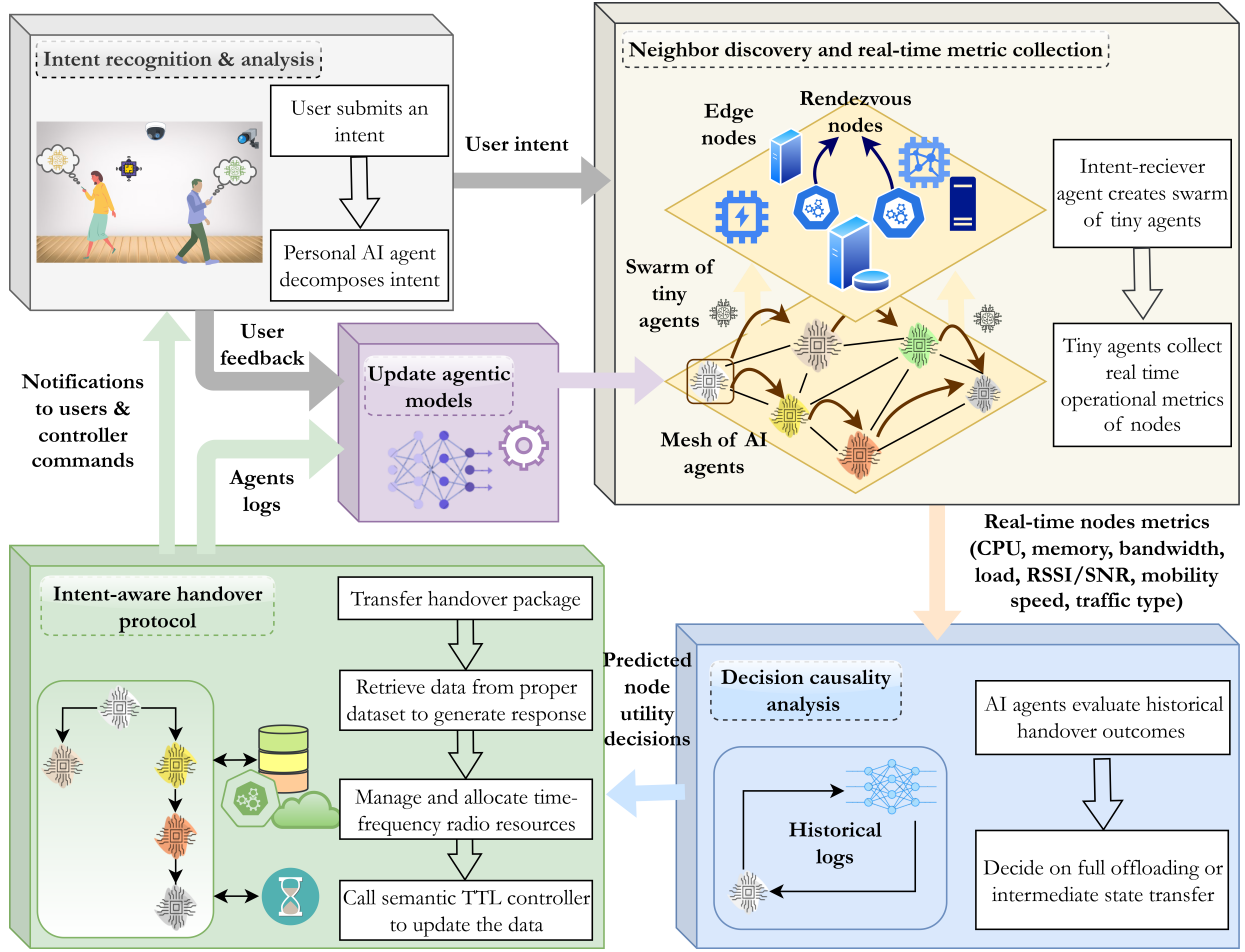 Intent recognition & analysis
User submits an
intent
Personal AI agent
decomposes intent
User intent
Neighbor discovery and real-time metric collection
Edge
nodes
Rendezvous
nodes
Swarm of
tiny
agents
Mesh of AI
agents
Intent-reciever
agent creates swarm
of tiny agents
Tiny agents collect
real time
operational metrics
of nodes
User
feedback
Update agentic
models
Notifications
to users &
controller
commands
Agents
logs
Real-time nodes metrics
(CPU, memory, bandwidth,
load, RSSI/SNR, mobility
speed, traffic type)
Intent-aware handover
protocol
Transfer handover package
Retrieve data from proper
dataset to generate response
Manage and allocate time-
frequency radio resources
Call semantic TTL controller
to update the data
Predicted
node
utility
decisions
Decision causality
analysis
Historical
logs
AI agents evaluate historical
handover outcomes
Decide on full offloading or
intermediate state transfer